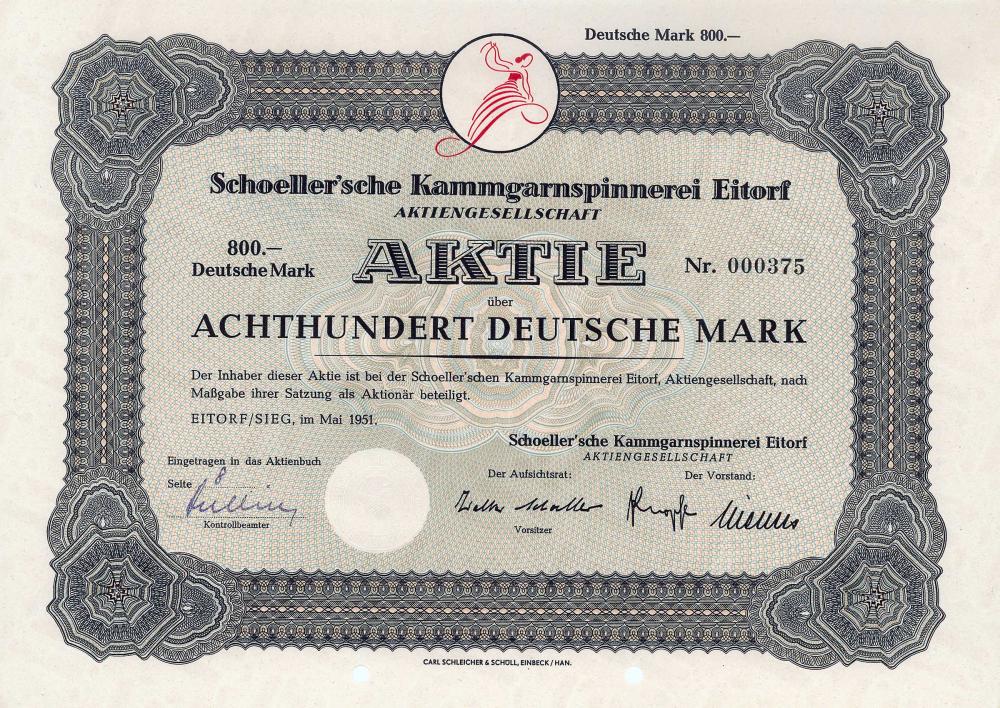 Deutsche Mark 800.—
Schoeller'sche Kammgarnspinnerei Eitorf
AKTIENGESELLSCHAFT
800.—
Deutsche Mark
AKTIE
Nr. 000375
über
ACHTHUNDERT DEUTSCHE MARK
Der Inhaber dieser Aktie ist bei der Schoeller'schen Kammgarnspinnerei Eitorf, Aktiengesellschaft, nach
Maßgabe ihrer Satzung als Aktionär beteiligt.
EITORF/SIEG, im Mai 1951.
Schoeller'sche Kammgarnspinnerei Eitorf
AKTIENGESELLSCHAFT
Eingetragen in das Aktienbuch
Seite 8
Kontrollbeamter
Der Aufsichtsrat:
Vorsitzer
Der Vorstand:
CARL SCHLEICHER & SCHÜLL, EINBECK/HAN.